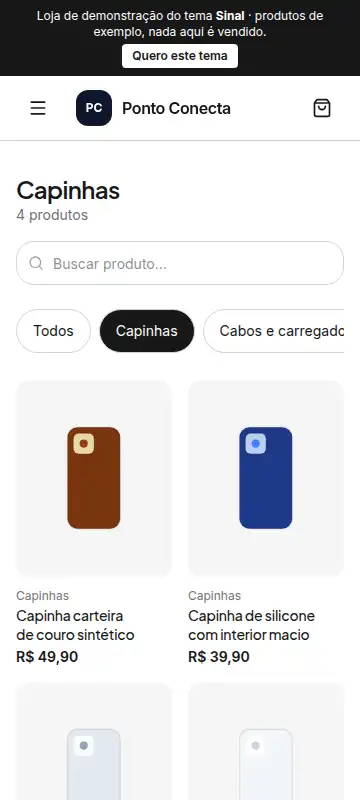 Loja de demonstração do tema Sinal · produtos de
exemplo, nada aqui é vendido.
Quero este tema
PC Ponto Conecta
Capinhas
4 produtos
Buscar produto...
Todos Capinhas Cabos e carregado
Capinhas Capinhas
Capinha carteira Capinha de silicone
de couro sintético com interior macio
R$ 49,90 R$ 39,90